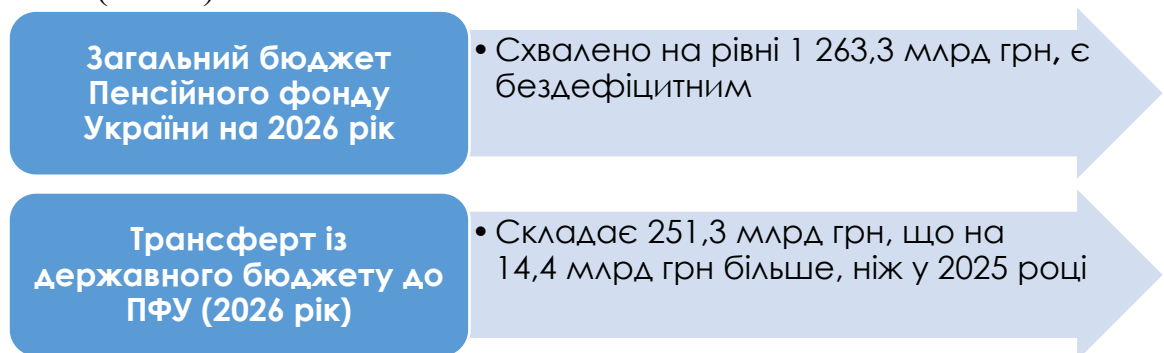 Загальний бюджет
Пенсійного фонду
України на 2026 рік
• Схвалено на рівні 1 263,3 млрд грн, є
бездефіцитним
Трансферт із
державного бюджету до
ПФУ (2026 рік)
• Складає 251,3 млрд грн, що на
14,4 млрд грн більше, ніж у 2025 році